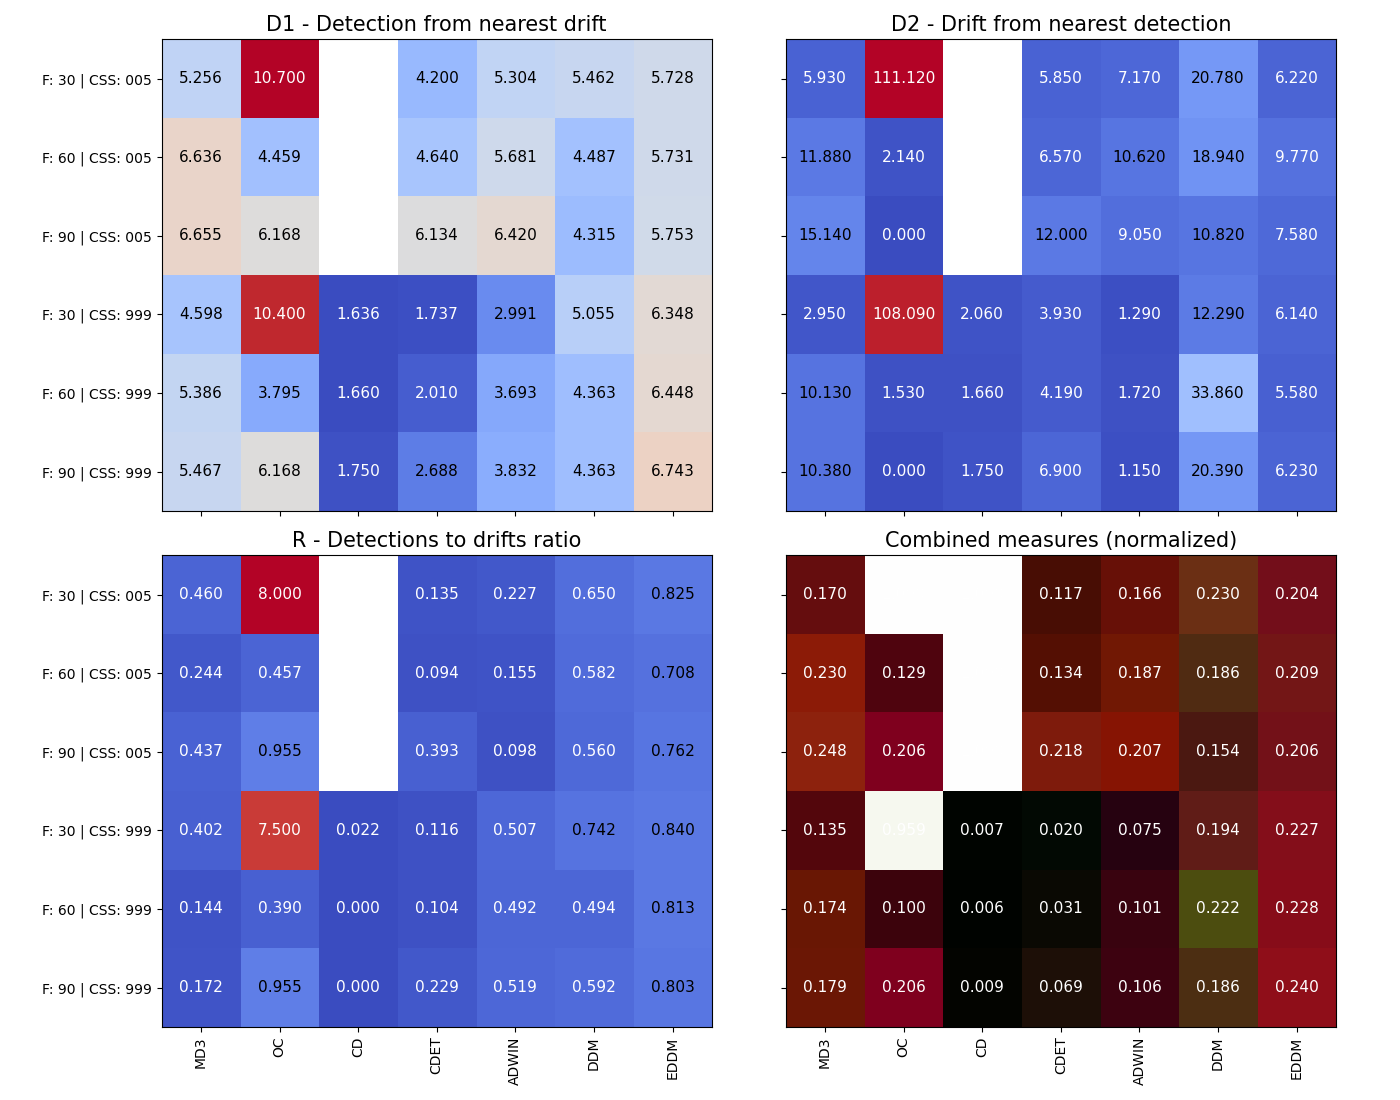 D1 - Detection from nearest drift
F: 30 | CSS: 005 5.256 10.700 4.200 5.304 5.462 5.728
F: 60 | CSS: 005 6.636 4.459 4.640 5.681 4.487 5.731
F: 90 | CSS: 005 6.655 6.168 6.134 6.420 4.315 5.753
F: 30 | CSS: 999 4.598 10.400 1.636 1.737 2.991 5.055 6.348
F: 60 | CSS: 999 5.386 3.795 1.660 2.010 3.693 4.363 6.448
F: 90 | CSS: 999 5.467 6.168 1.750 2.688 3.832 4.363 6.743
D2 - Drift from nearest detection
5.930 111.120 5.850 7.170 20.780 6.220
11.880 2.140 6.570 10.620 18.940 9.770
15.140 0.000 12.000 9.050 10.820 7.580
2.950 108.090 2.060 3.930 1.290 12.290 6.140
10.130 1.530 1.660 4.190 1.720 33.860 5.580
10.380 0.000 1.750 6.900 1.150 20.390 6.230
R - Detections to drifts ratio
F: 30 | CSS: 005 0.460 8.000 0.135 0.227 0.650 0.825
F: 60 | CSS: 005 0.244 0.457 0.094 0.155 0.582 0.708
F: 90 | CSS: 005 0.437 0.955 0.393 0.098 0.560 0.762
F: 30 | CSS: 999 0.402 7.500 0.022 0.116 0.507 0.742 0.840
F: 60 | CSS: 999 0.144 0.390 0.000 0.104 0.492 0.494 0.813
F: 90 | CSS: 999 0.172 0.955 0.000 0.229 0.519 0.592 0.803
MD3 OC CD CDET ADWIN DDM EDDM
Combined measures (normalized)
0.170 0.117 0.166 0.230 0.204
0.230 0.129 0.134 0.187 0.186 0.209
0.248 0.206 0.218 0.207 0.154 0.206
0.135 0.959 0.007 0.020 0.075 0.194 0.227
0.174 0.100 0.006 0.031 0.101 0.222 0.228
0.179 0.206 0.009 0.069 0.106 0.186 0.240
MD3 OC CD CDET ADWIN DDM EDDM